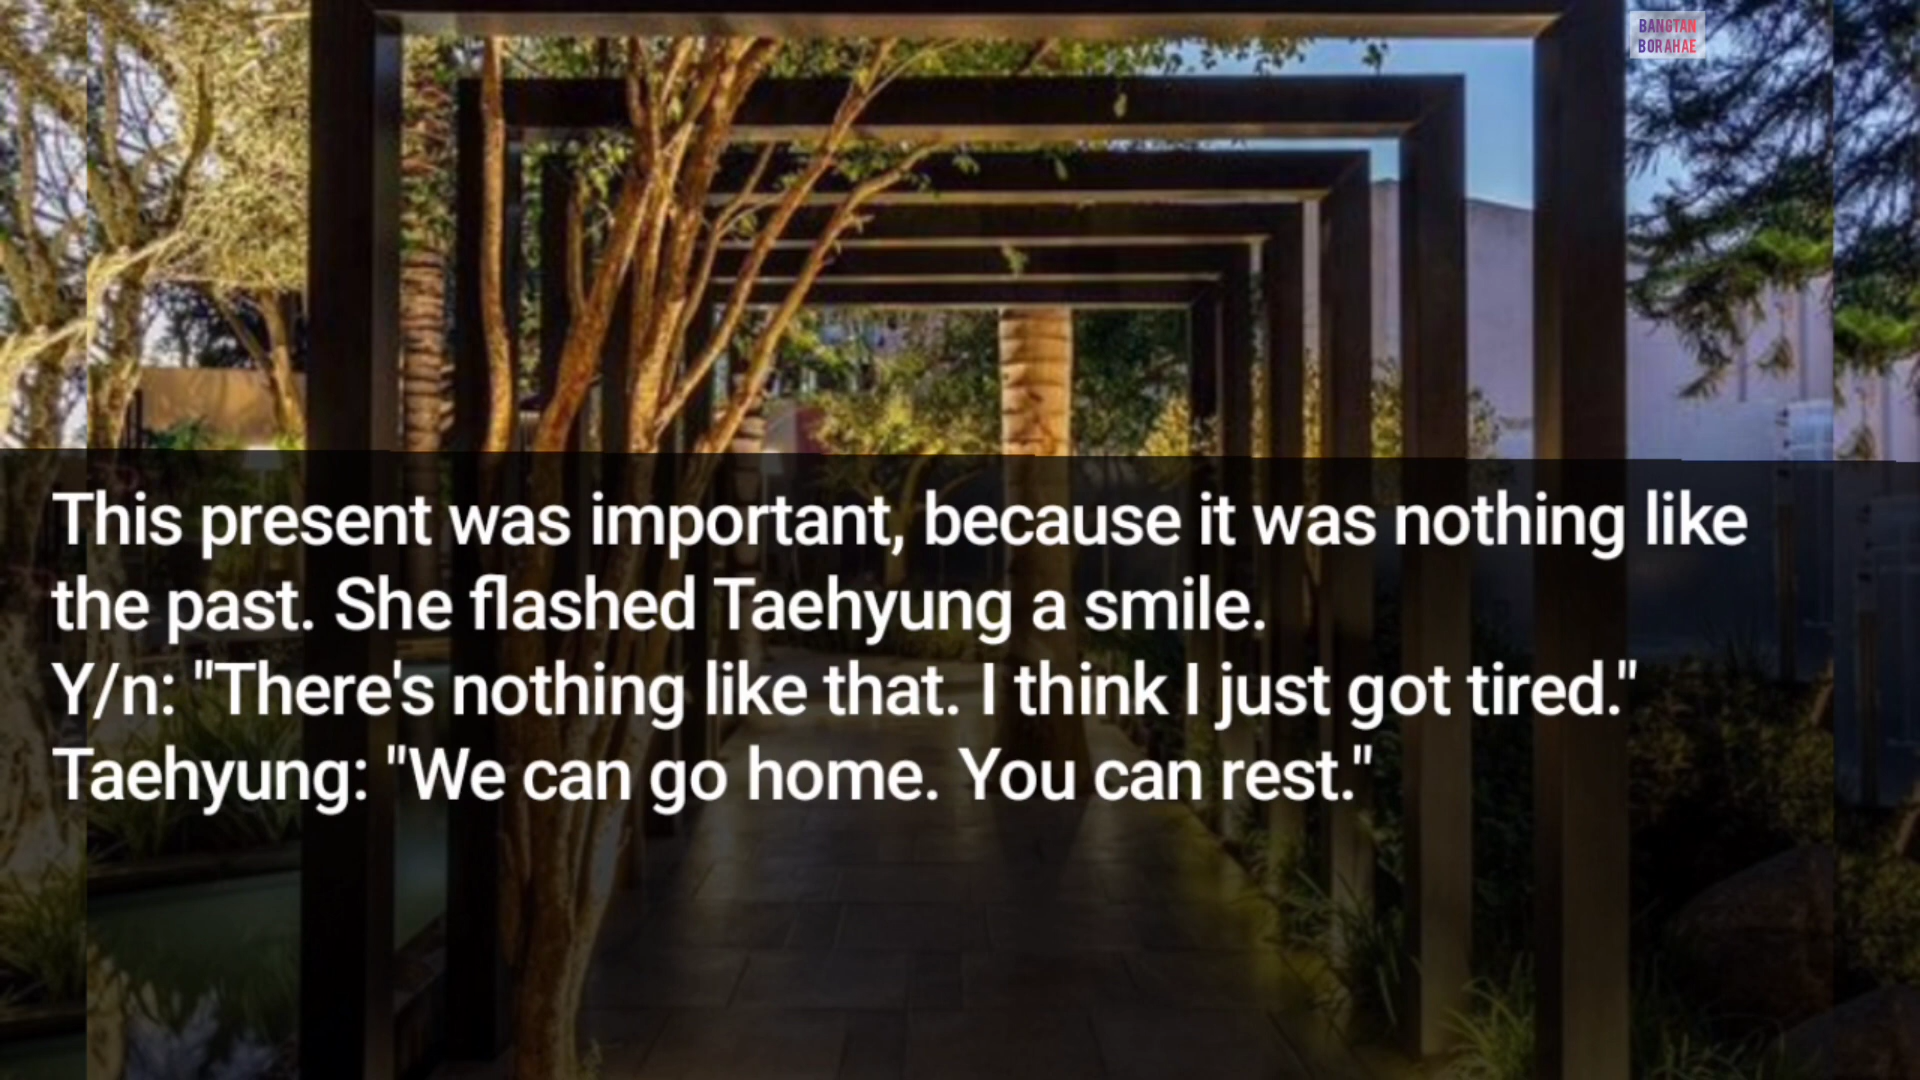 BANGTAN
BORAHAE
This present was important, because it was nothing like
the past. She flashed Taehyung a smile.
Y/n: "There's nothing like that. I think I just got tired."
Taehyung: "We can go home. You can rest."